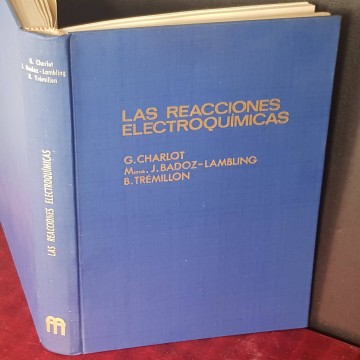 G. Charlot
J. Badoz-Lambling
B. Trémillon
LAS REACCIONES ELECTROQUÍMICAS
LAS REACCIONES
ELECTROQUÍMICAS
G. CHARLOT
Mme. J. BADOZ-LAMBLING
B. TRÉMILLON